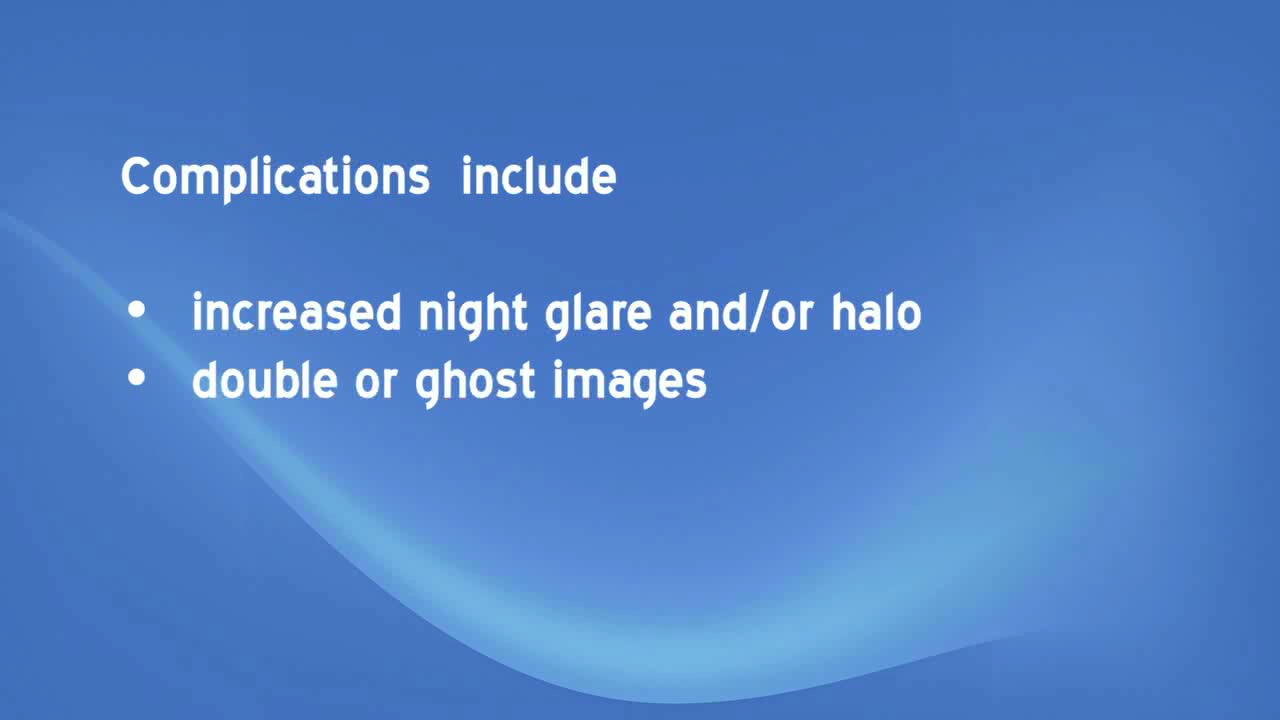 Complications include
• increased night glare and/or halo
• double or ghost images